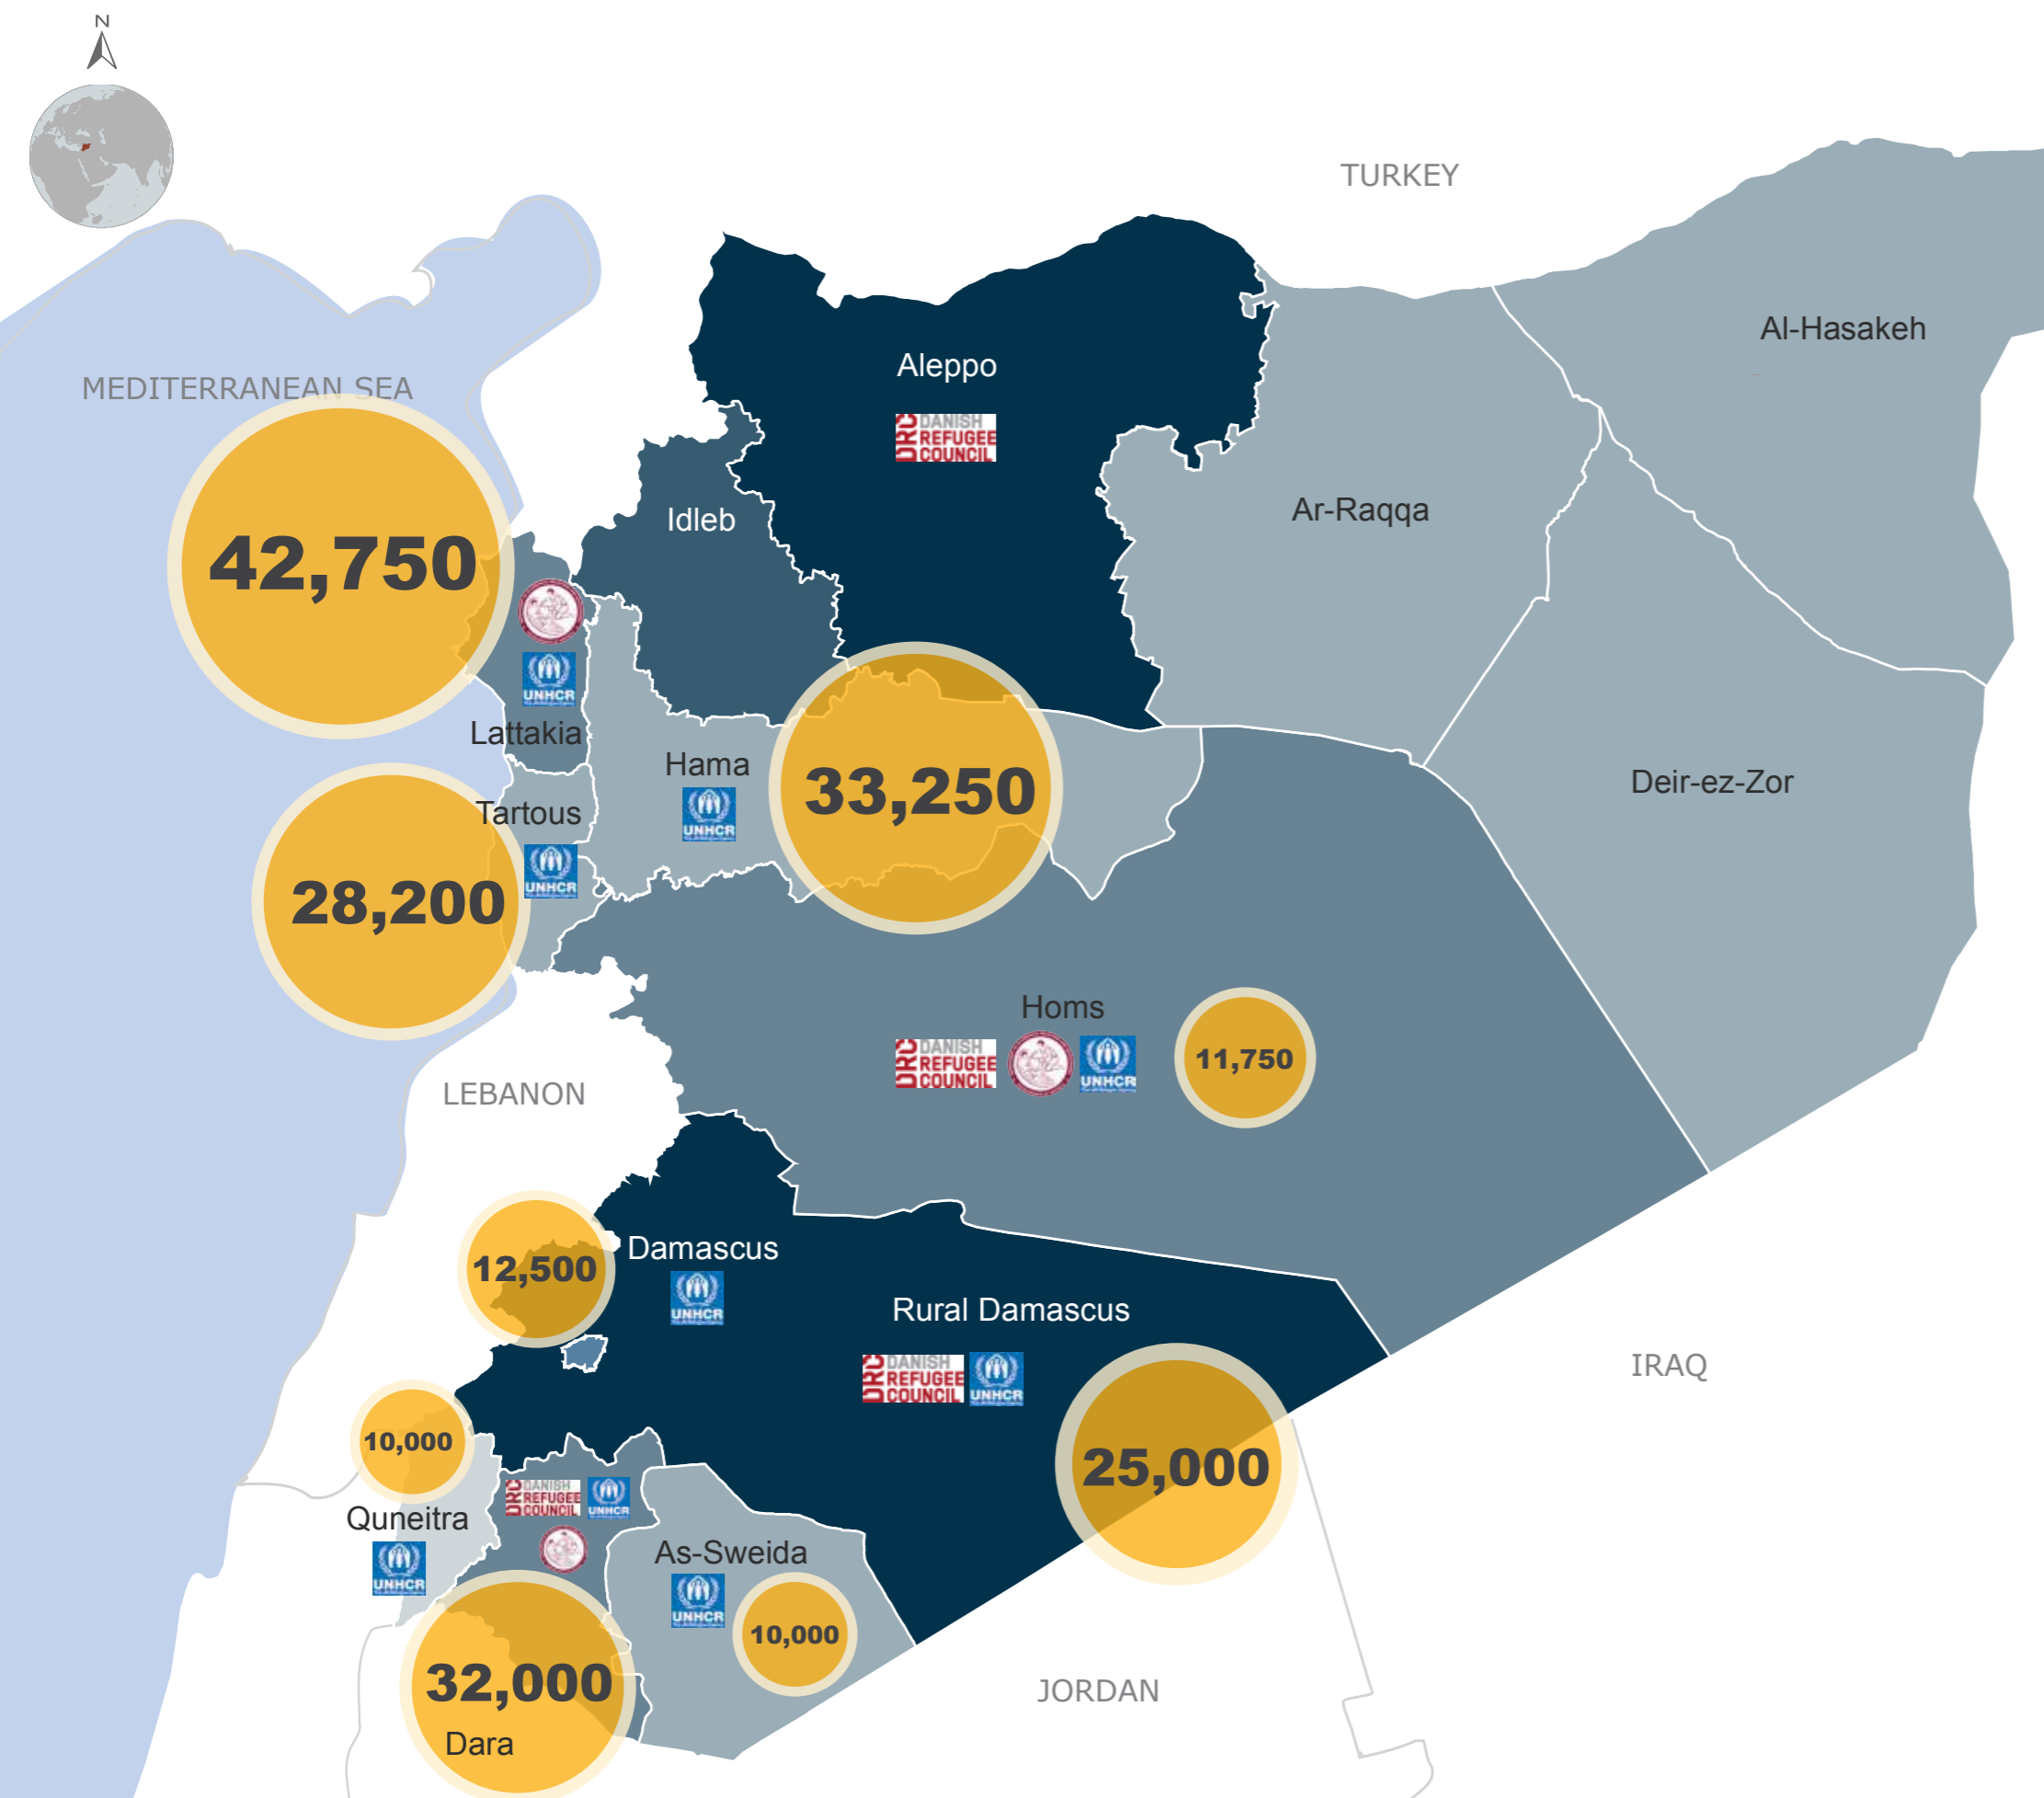 N
TURKEY
Al-Hasakeh
Aleppo
MEDITERRANEAN SEA
DRC DANISH
REFUGEE
COUNCIL
Ar-Raqqa
Idleb
42,750
UNHCR
Lattakia
Hama
33,250
Deir-ez-Zor
Tartous
UNHCR
UNHCR
28,200
Homs
DRC DANISH
REFUGEE
COUNCIL
UNHCR
11,750
LEBANON
Damascus
12,500
UNHCR
Rural Damascus
DRC DANISH
REFUGEE
COUNCIL
UNHCR
IRAQ
10,000
25,000
DRC DANISH
REFUGEE
COUNCIL
UNHCR
Quneitra
UNHCR
As-Sweida
UNHCR
10,000
32,000
JORDAN
Dara